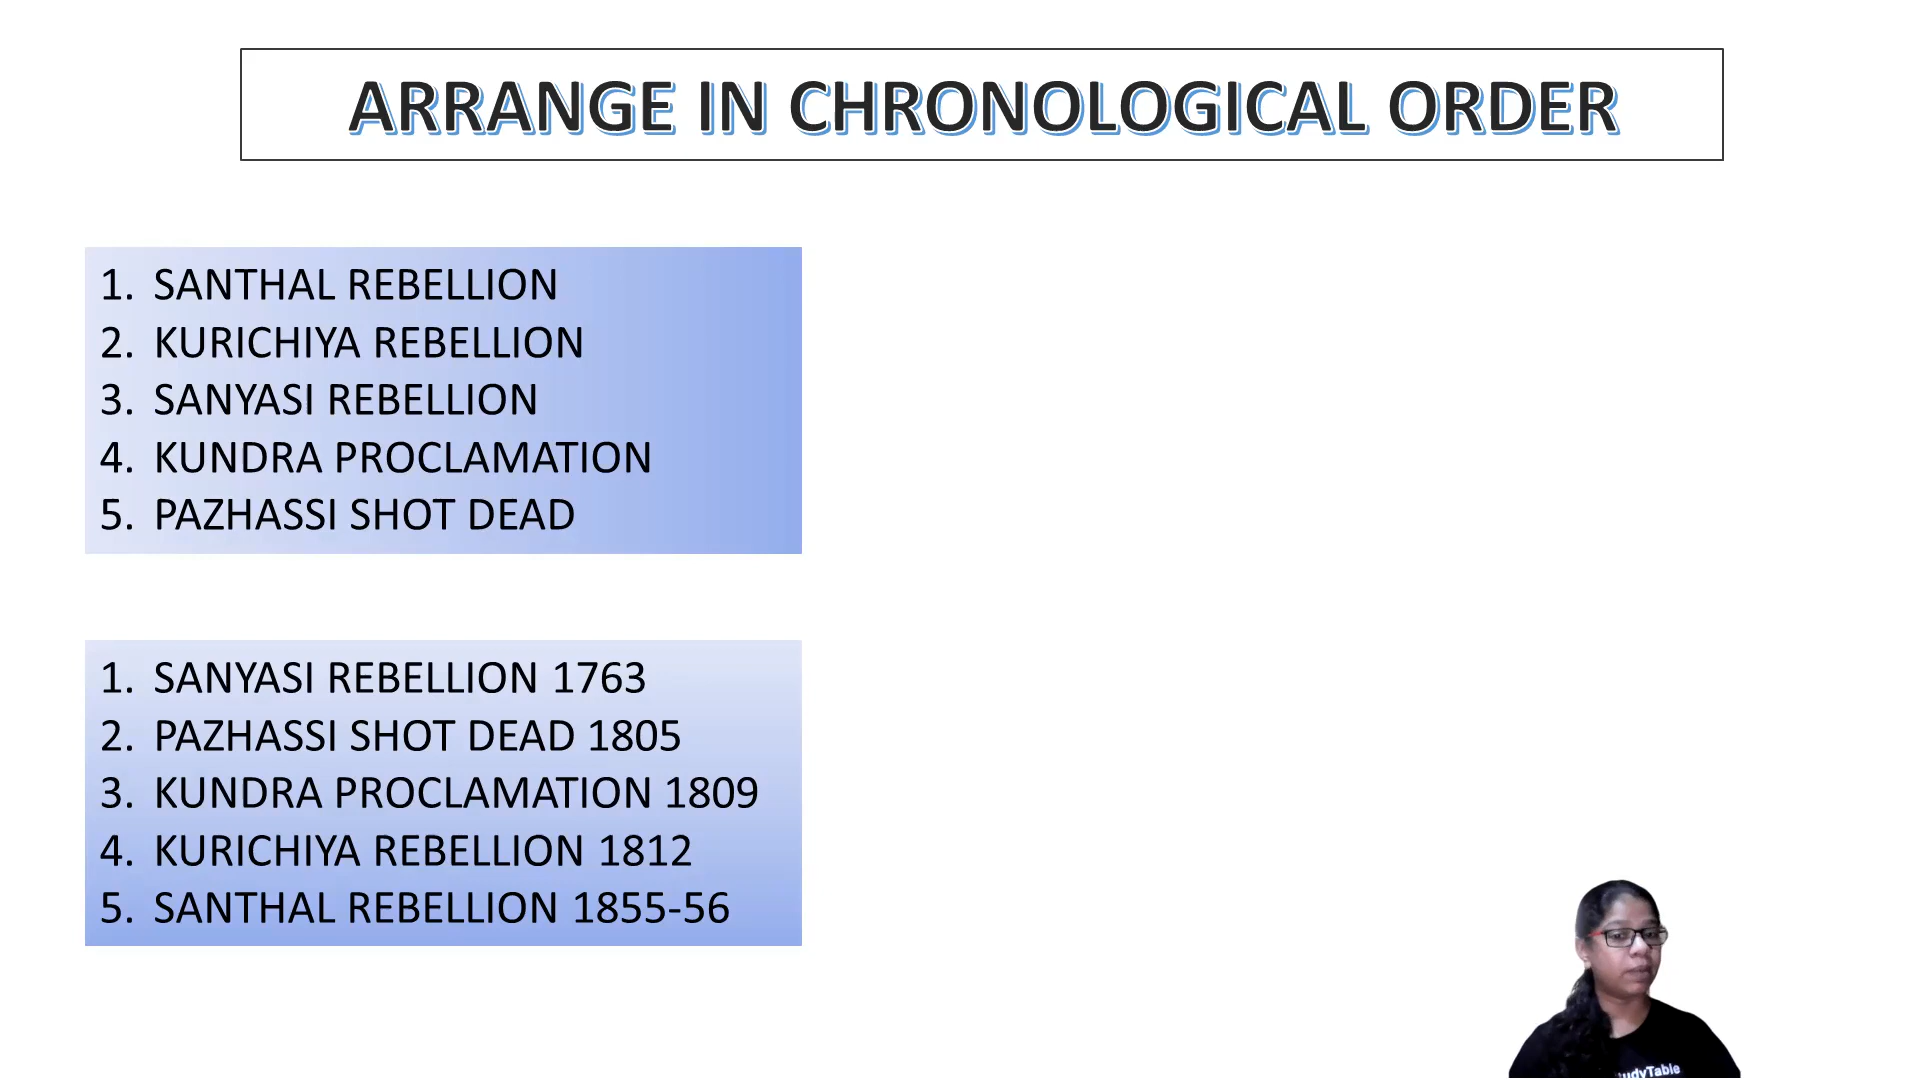 ARRANGE IN CHRONOLOGICAL ORDER
1. SANTHAL REBELLION
2. KURICHIYA REBELLION
3. SANYASI REBELLION
4. KUNDRA PROCLAMATION
5. PAZHASSI SHOT DEAD
1. SANYASI REBELLION 1763
2. PAZHASSI SHOT DEAD 1805
3. KUNDRA PROCLAMATION 1809
4. KURICHIYA REBELLION 1812
5. SANTHAL REBELLION 1855-56
udyTable